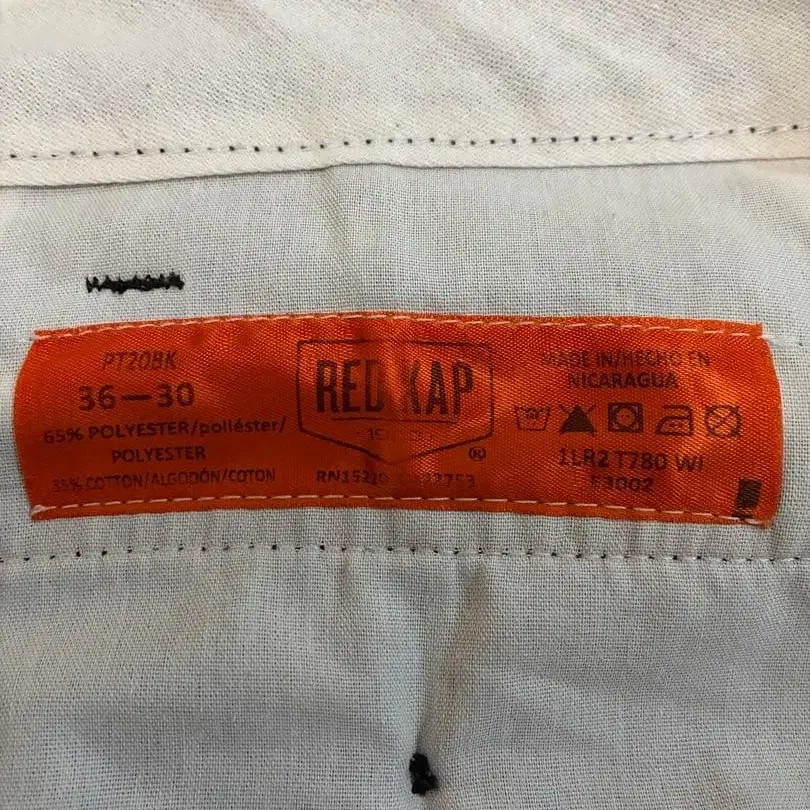 PT20BK
36—30
65% POLYESTER/poliéster/
POLYESTER
35% COTTON/ALGODÓN/COTON
RED KAP
®
MADE IN/HECHO EN
NICARAGUA
1LR2 T780 WI